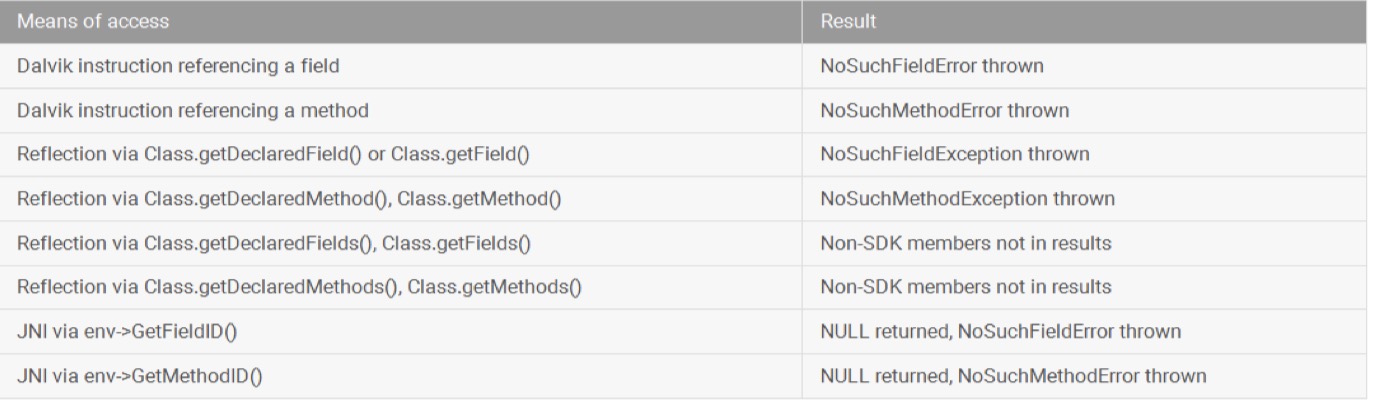 Means of access Result
Dalvik instruction referencing a field NoSuchFieldError thrown
Dalvik instruction referencing a method NoSuchMethodError thrown
Reflection via Class.getDeclaredField() or Class.getField() NoSuchFieldException thrown
Reflection via Class.getDeclaredMethod(), Class.getMethod() NoSuchMethodException thrown
Reflection via Class.getDeclaredFields(), Class.getFields() Non-SDK members not in results
Reflection via Class.getDeclaredMethods(), Class.getMethods() Non-SDK members not in results
JNI via env->GetFieldID() NULL returned, NoSuchFieldError thrown
JNI via env->GetMethodID() NULL returned, NoSuchMethodError thrown